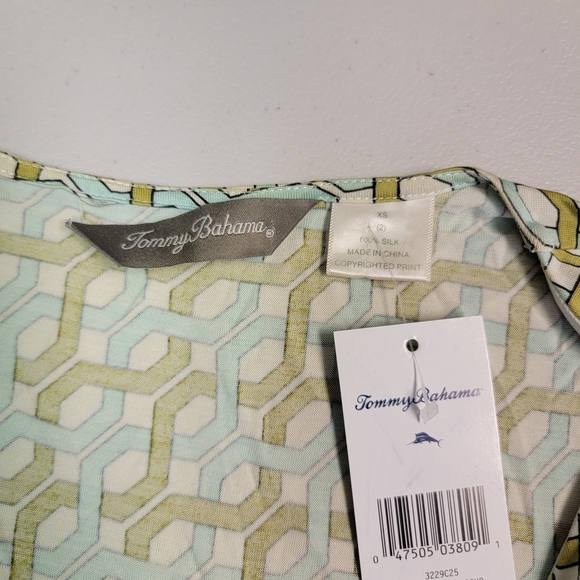 Tommy Bahama®
XS
(2)
100% SILK
MADE IN CHINA
COPYRIGHTED PRINT
Tommy Bahama
0 47505 03809 1
3229C25